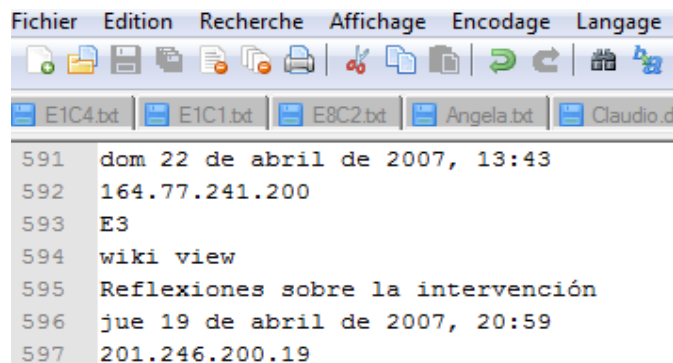 Fichier Edition Recherche Affichage Encodage Langage
E1C4.txt E1C1.txt E8C2.txt Angela.txt Claudio.d
591 dom 22 de abril de 2007, 13:43
592 164.77.241.200
593 E3
594 wiki view
595 Reflexiones sobre la intervención
596 jue 19 de abril de 2007, 20:59
597 201.246.200.19